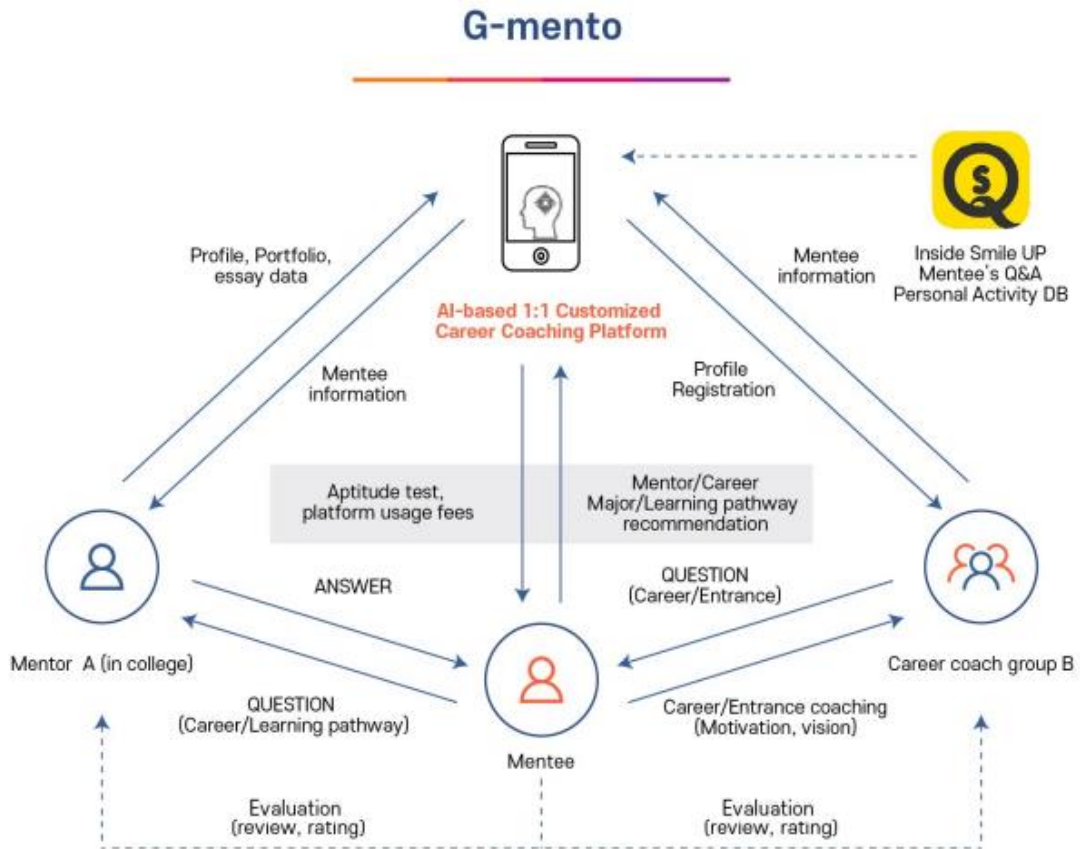 G-mento
Profile, Portfolio,
essay data
Mentee
information
Inside Smile UP
Mentee's Q&A
Personal Activity DB
S
Q
AI-based 1:1 Customized
Career Coaching Platform
Mentee
information
Profile
Registration
Aptitude test,
platform usage fees
Mentor/Career
Major/Learning pathway
recommendation
ANSWER
QUESTION
(Career/Entrance)
Mentor A (in college)
Career coach group B
QUESTION
(Career/Learning pathway)
Career/Entrance coaching
(Motivation, vision)
Mentee
Evaluation
(review, rating)
Evaluation
(review, rating)